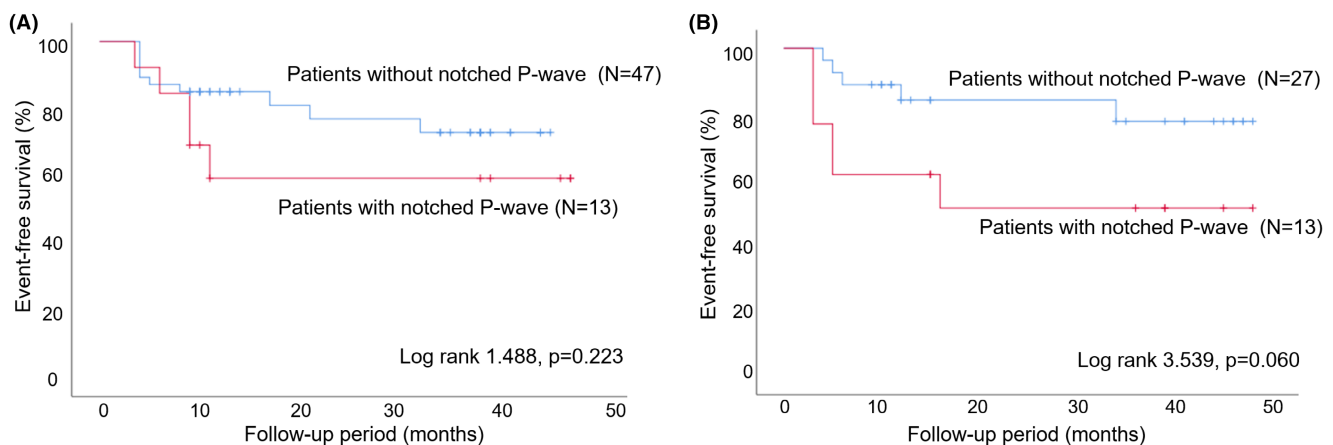 (A)
100
80
60
40
20
0
Event-free survival (%)
Patients without notched P-wave (N=47)
Patients with notched P-wave (N=13)
Log rank 1.488, p=0.223
0 10 20 30 40 50
Follow-up period (months)
(B)
100
80
60
40
20
0
Event-free survival (%)
Patients without notched P-wave (N=27)
Patients with notched P-wave (N=13)
Log rank 3.539, p=0.060
0 10 20 30 40 50
Follow-up period (months)